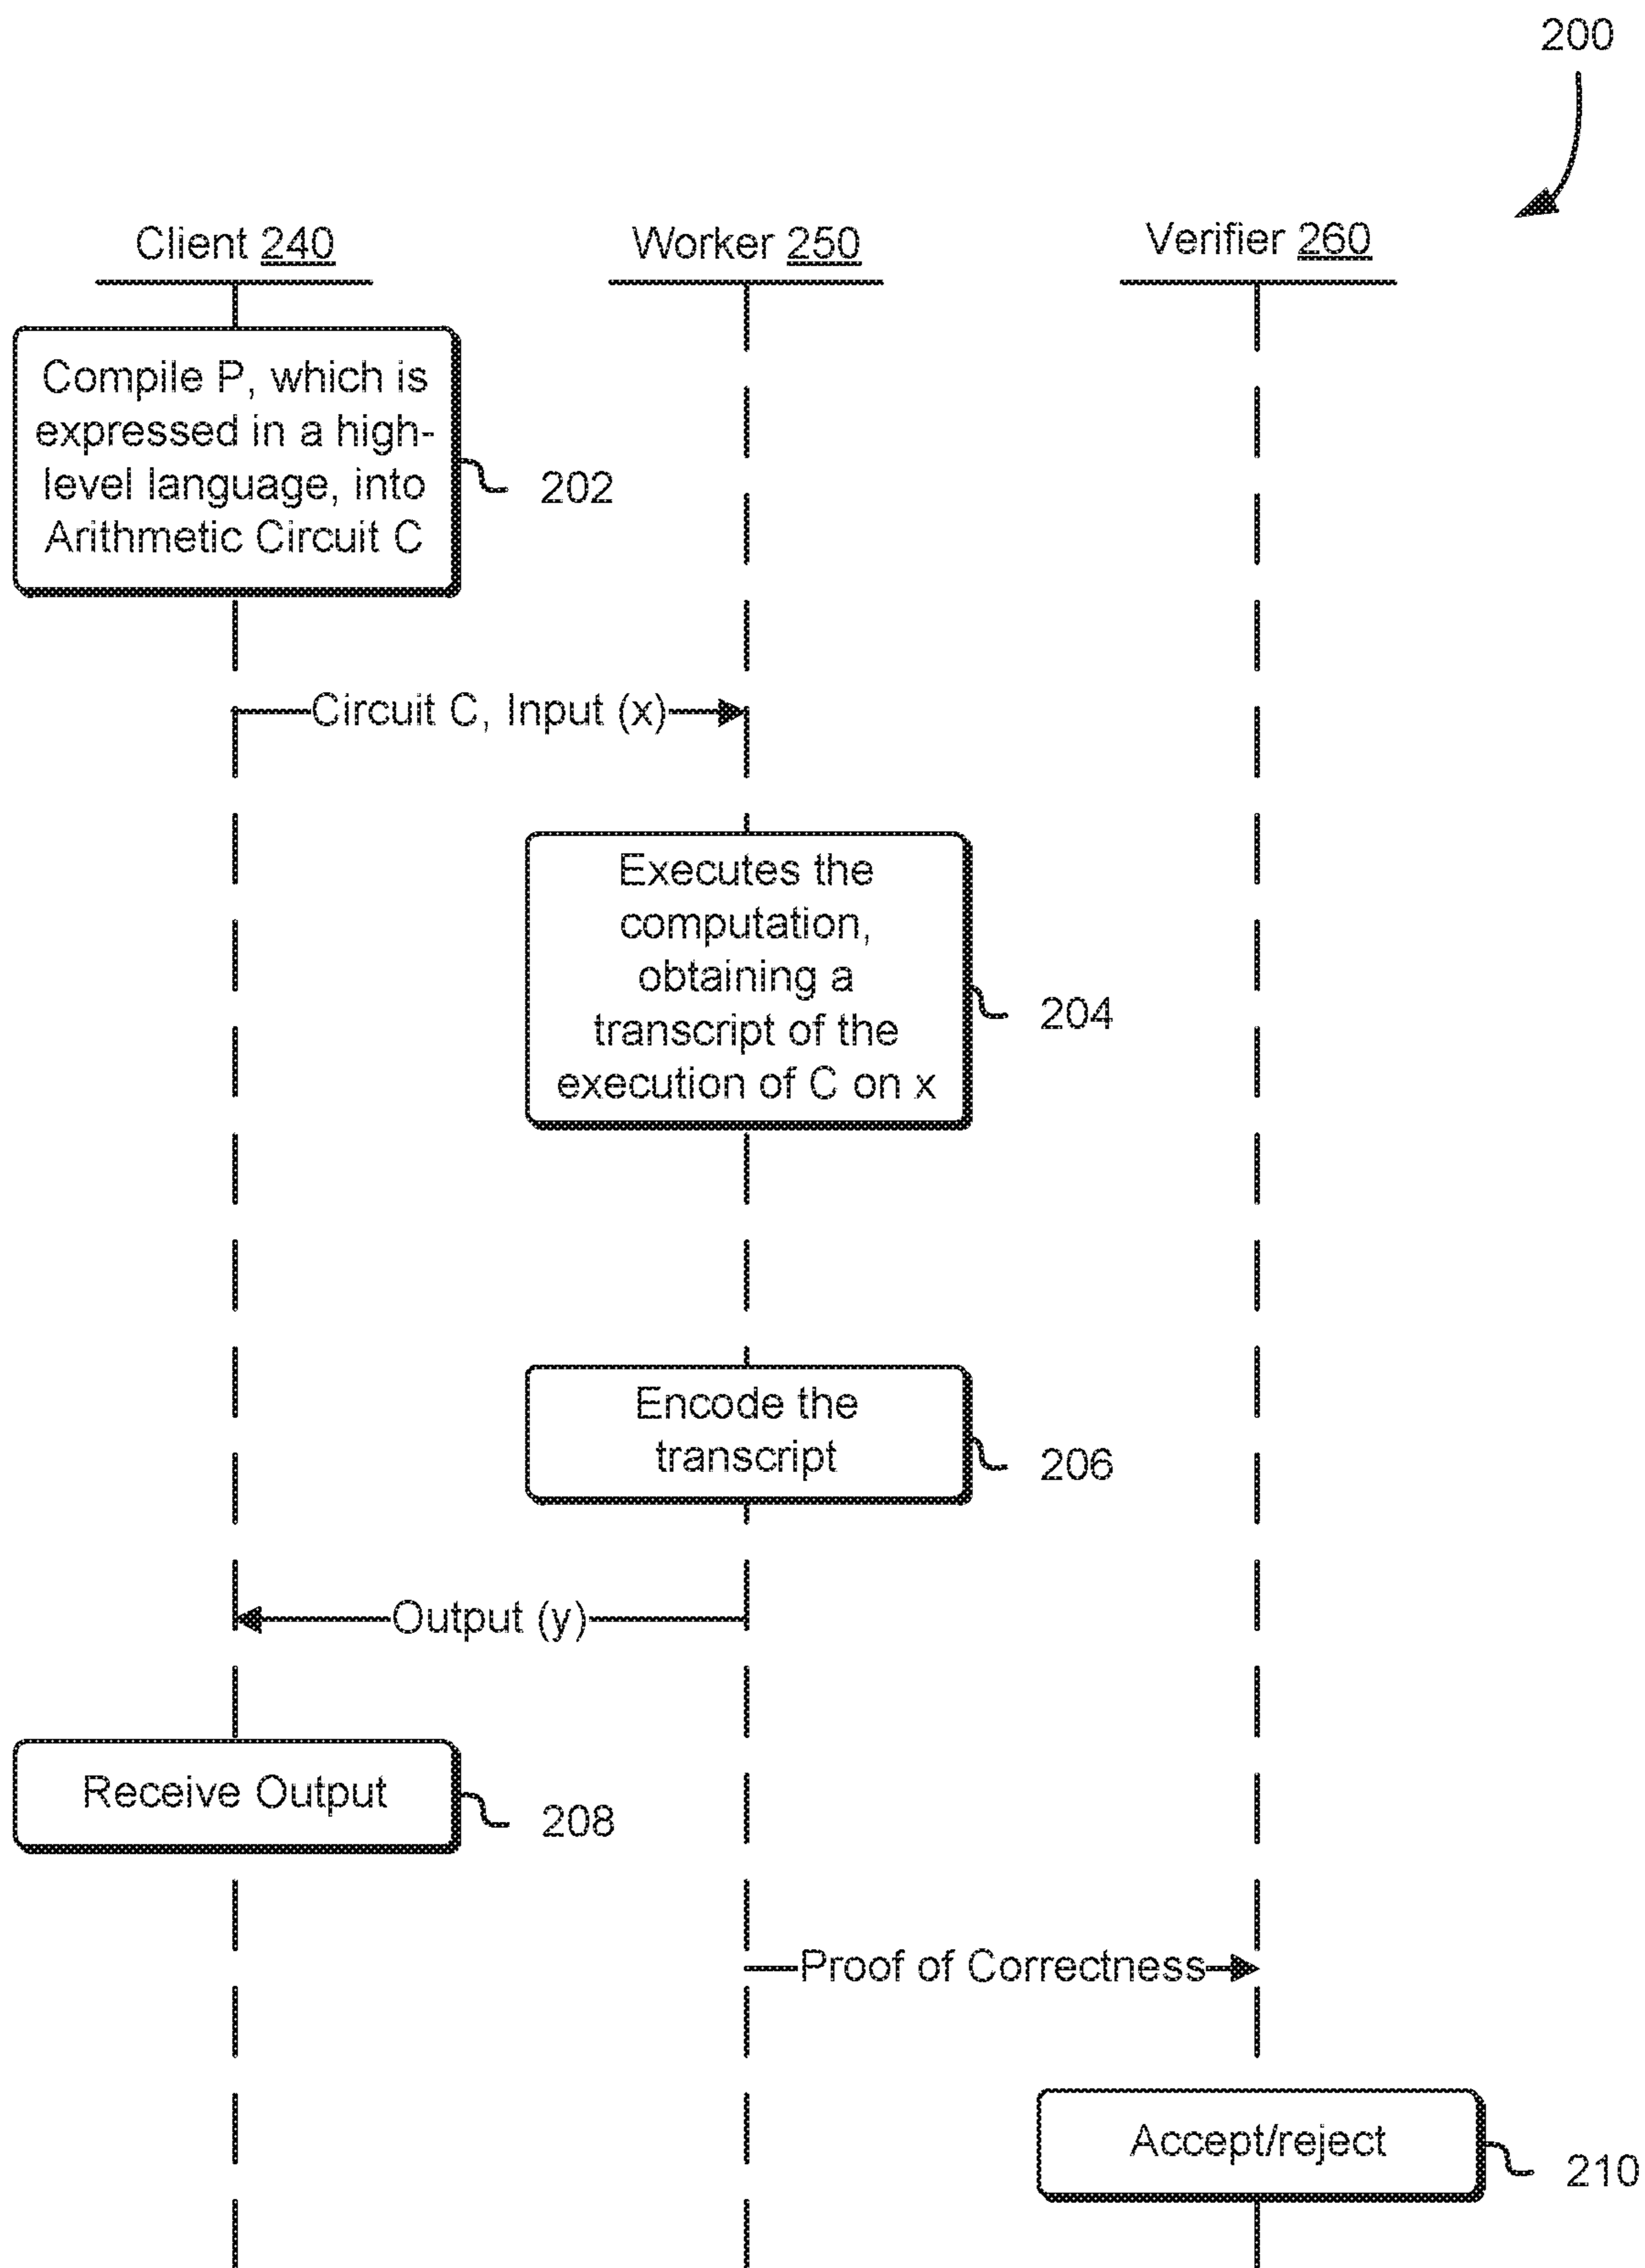 200
Client 240
Worker 250
Verifier 260
Compile P, which is
expressed in a high-
level language, into
Arithmetic Circuit C
202
Circuit C, Input (x)
Executes the
computation,
obtaining a
transcript of the
execution of C on x
204
Encode the
transcript
206
Output (y)
Receive Output
208
Proof of Correctness
Accept/reject
210